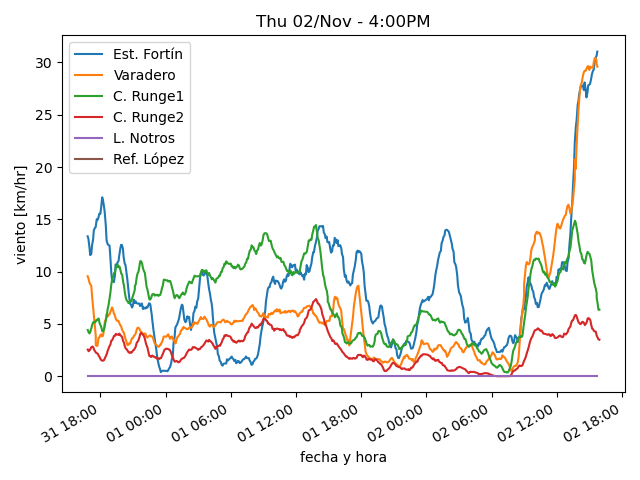 Thu 02/Nov - 4:00PM
Est. Fortín
Varadero
C. Runge1
C. Runge2
L. Notros
Ref. López
viento [km/hr]
30
25
20
15
10
5
0
31 18:00
01 00:00
01 06:00
01 12:00
01 18:00
02 00:00
02 06:00
02 12:00
02 18:00
fecha y hora